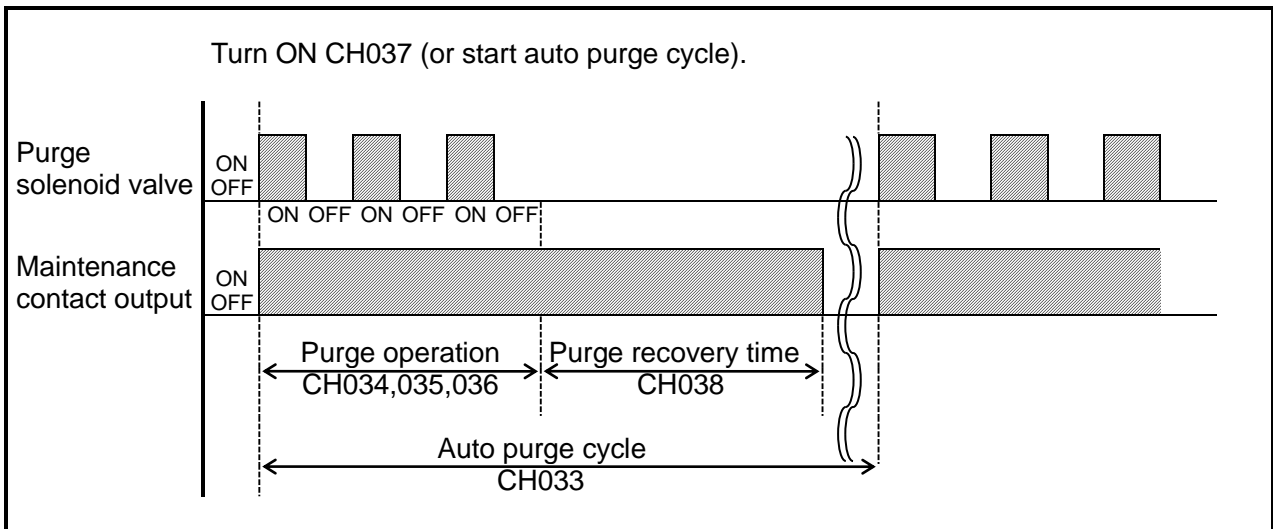 Turn ON CH037 (or start auto purge cycle).
Purge
solenoid valve
ON
OFF
ON OFF ON OFF ON OFF
Maintenance
contact output
ON
OFF
Purge operation
CH034,035,036
Purge recovery time
CH038
Auto purge cycle
CH033